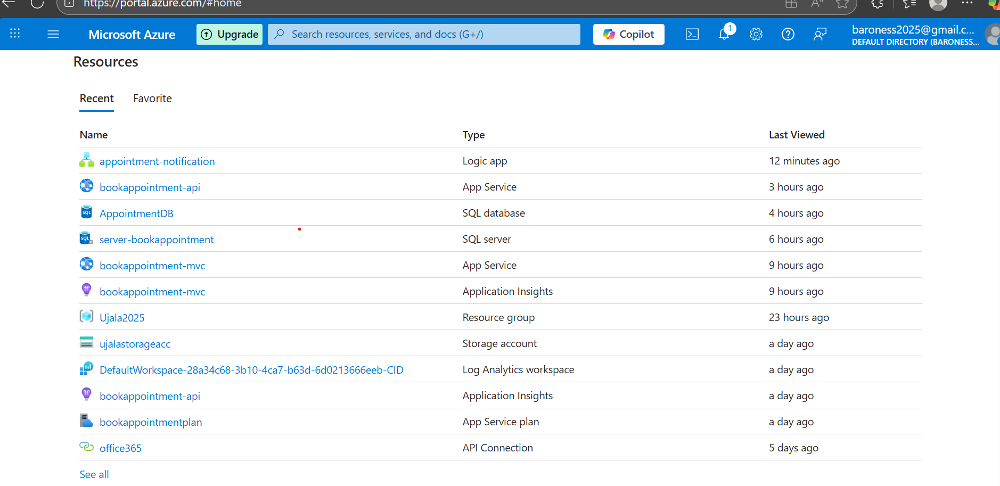 https://portal.azure.com/#home
Microsoft Azure
Upgrade
Search resources, services, and docs (G+/)
Copilot
1
baroness2025@gmail.c...
DEFAULT DIRECTORY (BARONESS...
Resources
Recent Favorite
Name Type Last Viewed
appointment-notification Logic app 12 minutes ago
bookappointment-api App Service 3 hours ago
AppointmentDB SQL database 4 hours ago
server-bookappointment SQL server 6 hours ago
bookappointment-mvc App Service 9 hours ago
bookappointment-mvc Application Insights 9 hours ago
Ujala2025 Resource group 23 hours ago
ujalastorageacc Storage account a day ago
DefaultWorkspace-28a34c68-3b10-4ca7-b63d-6d0213666eeb-CID Log Analytics workspace a day ago
bookappointment-api Application Insights a day ago
bookappointmentplan App Service plan a day ago
office365 API Connection 5 days ago
See all